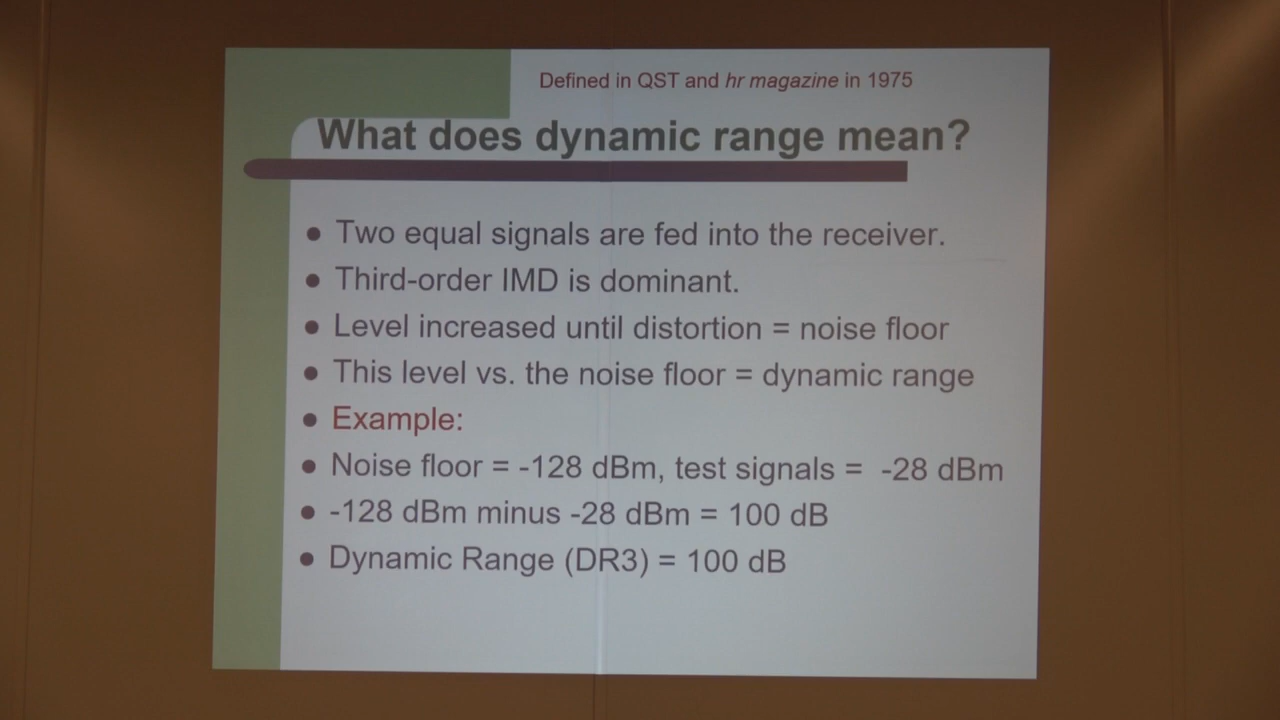 Defined in QST and hr magazine in 1975
What does dynamic range mean?
● Two equal signals are fed into the receiver.
● Third-order IMD is dominant.
● Level increased until distortion = noise floor
● This level vs. the noise floor = dynamic range
● Example:
● Noise floor = -128 dBm, test signals = -28 dBm
● -128 dBm minus -28 dBm = 100 dB
● Dynamic Range (DR3) = 100 dB